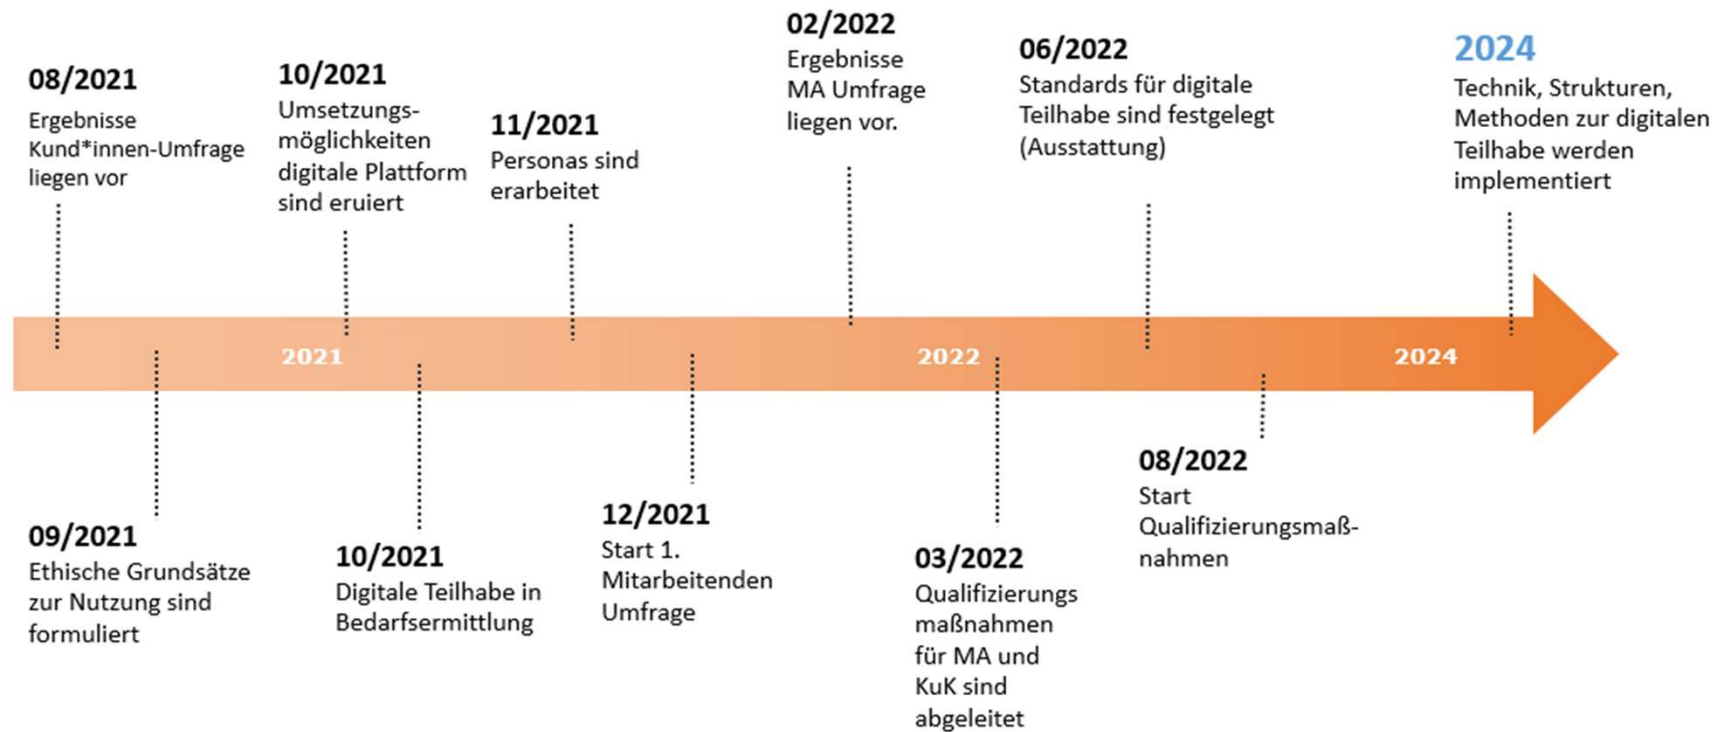 08/2021
Ergebnisse
Kund*innen-Umfrage
liegen vor
10/2021
Umsetzungs-
möglichkeiten
digitale Plattform
sind eruiert
11/2021
Personas sind
erarbeitet
02/2022
Ergebnisse
MA Umfrage
liegen vor.
06/2022
Standards für digitale
Teilhabe sind festgelegt
(Ausstattung)
2024
Technik, Strukturen,
Methoden zur digitalen
Teilhabe werden
implementiert
2021
2022
2024
09/2021
Ethische Grundsätze
zur Nutzung sind
formuliert
10/2021
Digitale Teilhabe in
Bedarfsermittlung
12/2021
Start 1.
Mitarbeitenden
Umfrage
03/2022
Qualifizierungs
maßnahmen
für MA und
KuK sind
abgeleitet
08/2022
Start
Qualifizierungsmaß-
nahmen